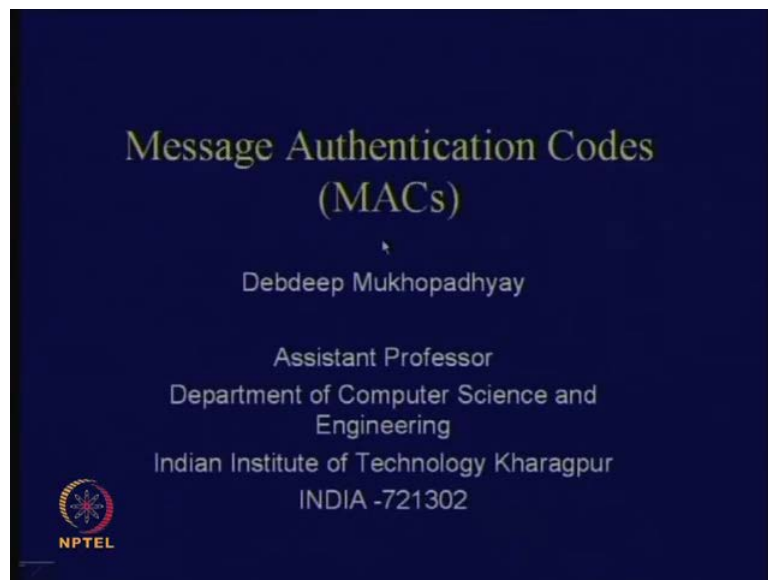 Message Authentication Codes
(MACs)
Debdeep Mukhopadhyay
Assistant Professor
Department of Computer Science and
Engineering
Indian Institute of Technology Kharagpur
INDIA -721302
NPTEL